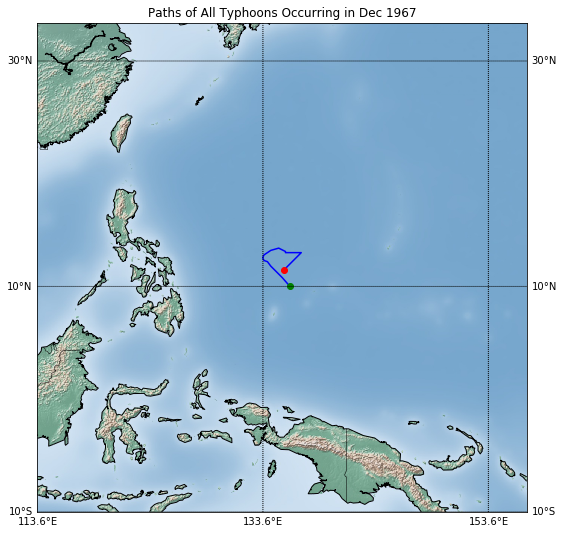 Paths of All Typhoons Occurring in Dec 1967
30°N 30°N
10°N 10°N
10°S 10°S
113.6°E 133.6°E 153.6°E